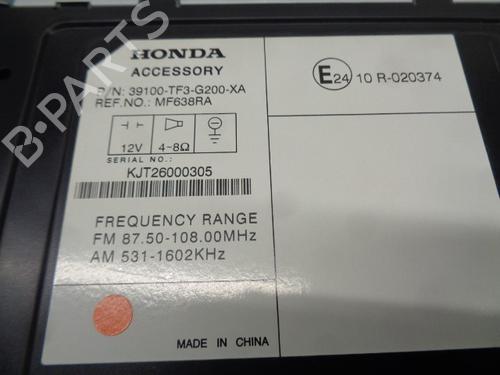 HONDA
ACCESSORY
P/N: 39100-TF3-G200-XA
REF.NO.: MF638RA
12V 4~8Ω
SERIAL NO.:
KJT26000305
FREQUENCY RANGE
FM 87.50-108.00MHz
AM 531-1602KHz
MADE IN CHINA
E24 10 R-020374